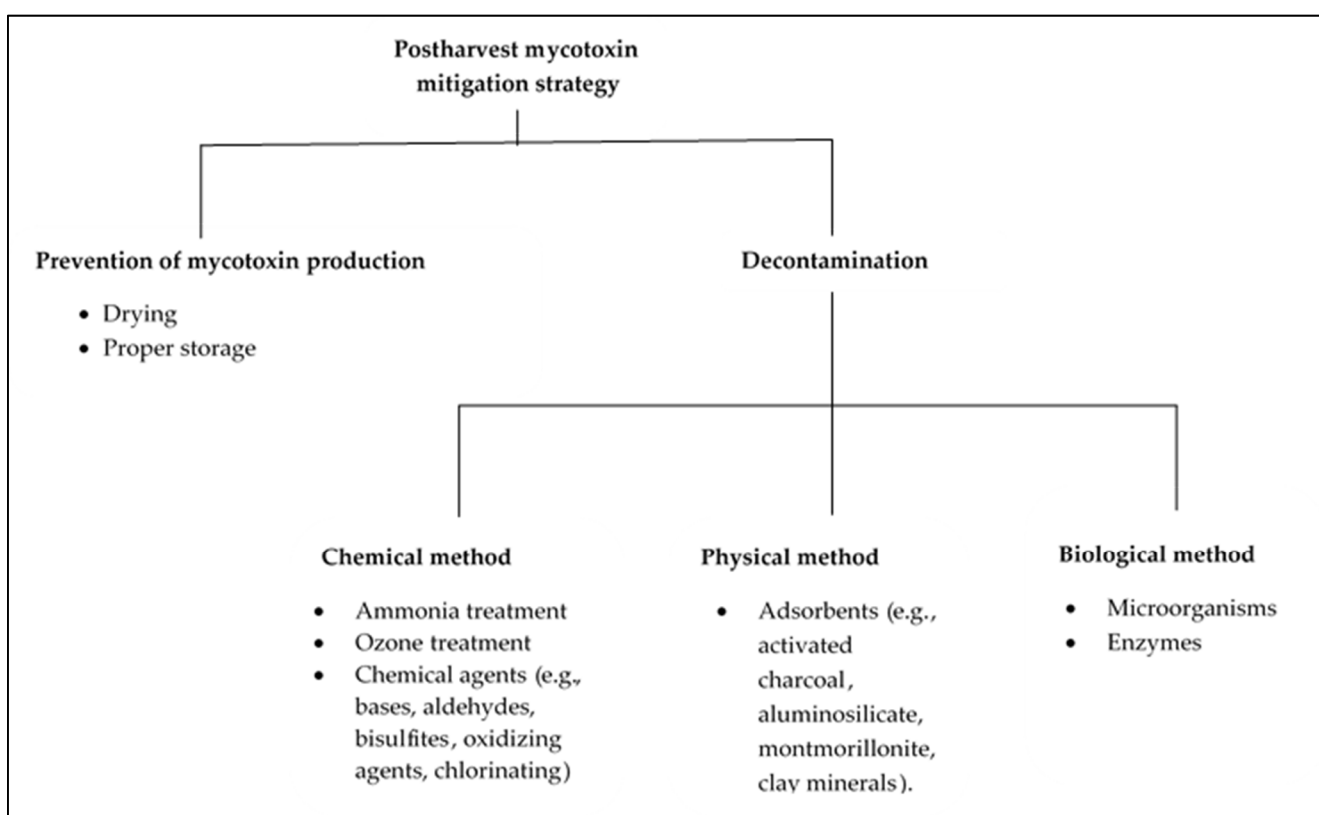 Postharvest mycotoxin
mitigation strategy
Prevention of mycotoxin production
• Drying
• Proper storage
Decontamination
Chemical method
• Ammonia treatment
• Ozone treatment
• Chemical agents (e.g.,
bases, aldehydes,
bisulfites, oxidizing
agents, chlorinating)
Physical method
• Adsorbents (e.g.,
activated
charcoal,
aluminosilicate,
montmorillonite,
clay minerals).
Biological method
• Microorganisms
• Enzymes